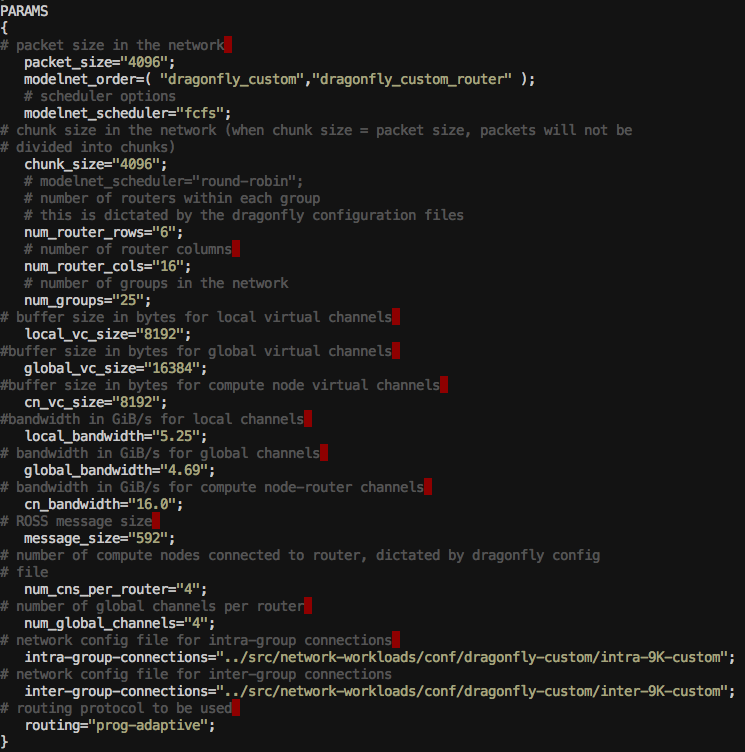 PARAMS
{
# packet size in the network
packet_size="4096";
modelnet_order=( "dragonfly_custom","dragonfly_custom_router" );
# scheduler options
modelnet_scheduler="fcfs";
# chunk size in the network (when chunk size = packet size, packets will not be
# divided into chunks)
chunk_size="4096";
# modelnet_scheduler="round-robin";
# number of routers within each group
# this is dictated by the dragonfly configuration files
num_router_rows="6";
# number of router columns
num_router_cols="16";
# number of groups in the network
num_groups="25";
# buffer size in bytes for local virtual channels
local_vc_size="8192";
#buffer size in bytes for global virtual channels
global_vc_size="16384";
#buffer size in bytes for compute node virtual channels
cn_vc_size="8192";
#bandwidth in GiB/s for local channels
local_bandwidth="5.25";
# bandwidth in GiB/s for global channels
global_bandwidth="4.69";
# bandwidth in GiB/s for compute node-router channels
cn_bandwidth="16.0";
# ROSS message size
message_size="592";
# number of compute nodes connected to router, dictated by dragonfly config
# file
num_cns_per_router="4";
# number of global channels per router
num_global_channels="4";
# network config file for intra-group connections
intra-group-connections="../src/network-workloads/conf/dragonfly-custom/intra-9K-custom";
# network config file for inter-group connections
inter-group-connections="../src/network-workloads/conf/dragonfly-custom/inter-9K-custom";
# routing protocol to be used
routing="prog-adaptive";
}